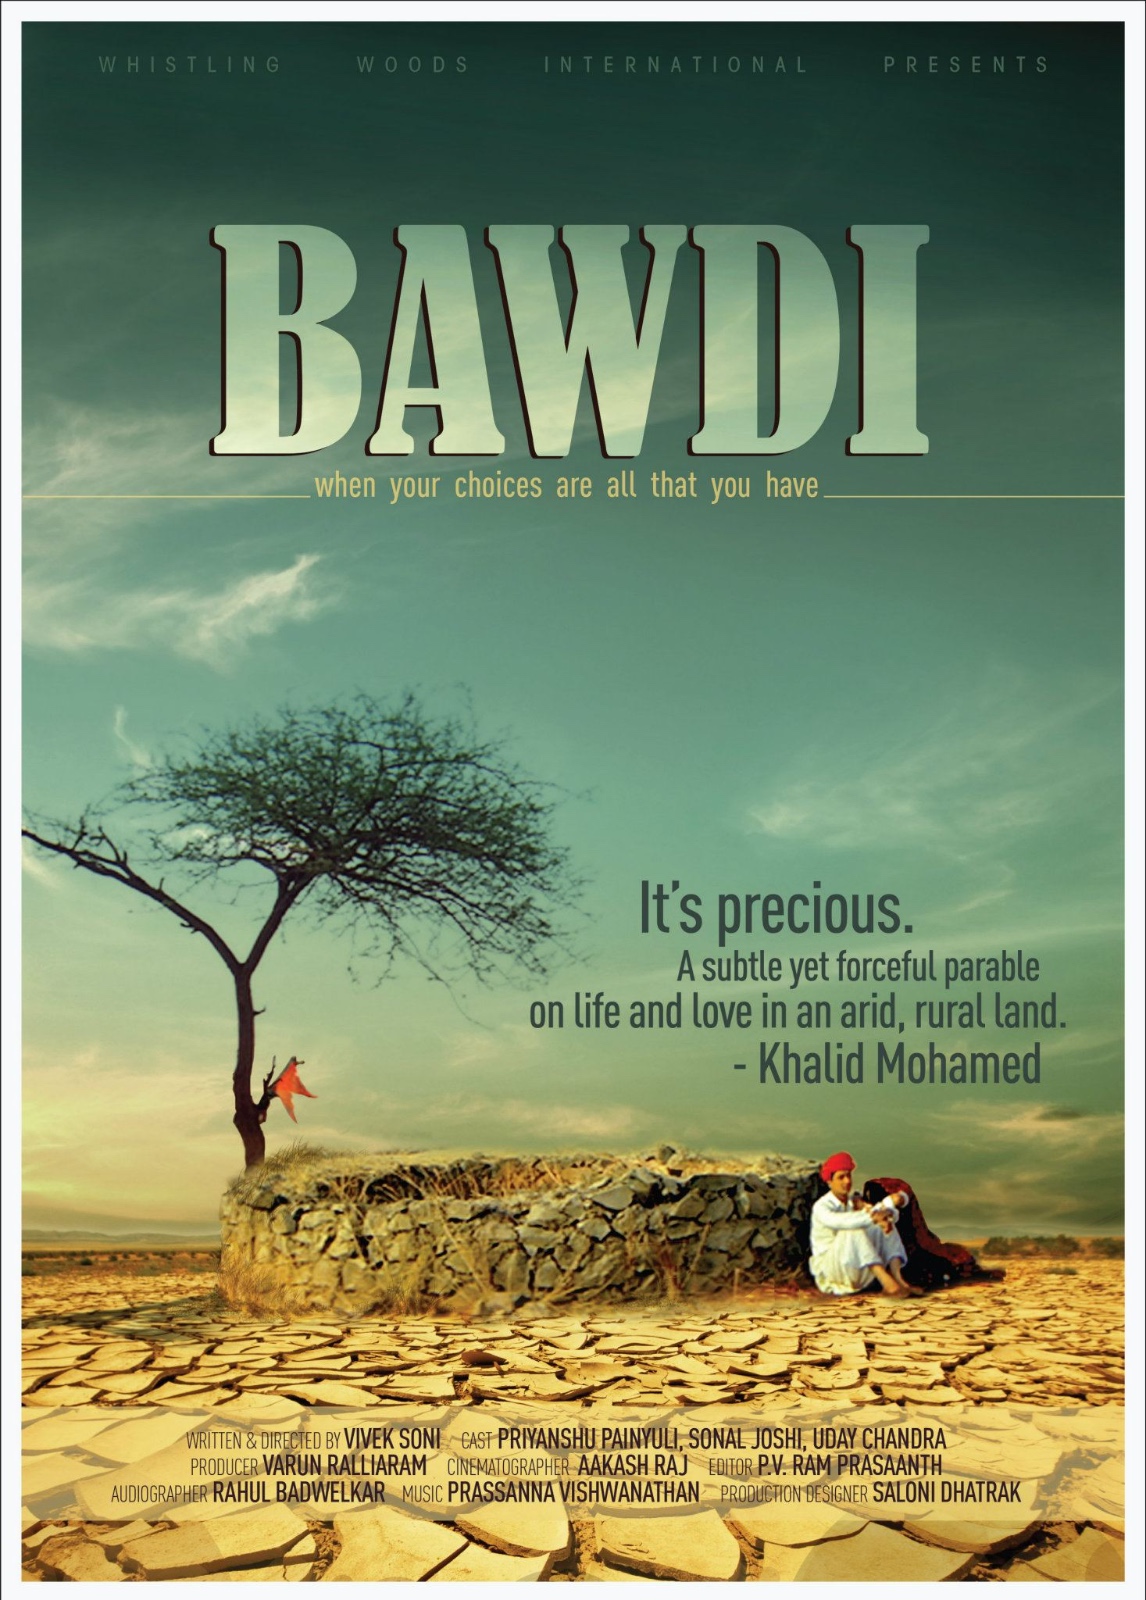 WHISTLING WOODS INTERNATIONAL PRESENTS
BAWDI
when your choices are all that you have
It's precious.
A subtle yet forceful parable
on life and love in an arid, rural land.
- Khalid Mohamed
WRITTEN & DIRECTED BY VIVEK SONI CAST PRIYANSHU PAINYULI, SONAL JOSHI, UDAY CHANDRA
PRODUCER VARUN RALLIARAM CINEMATOGRAPHER AAKASH RAJ EDITOR P.V. RAM PRASAANTH
AUDIOGRAPHER RAHUL BADWELKAR MUSIC PRASSANNA VISHWANATHAN PRODUCTION DESIGNER SALONI DHATRAK